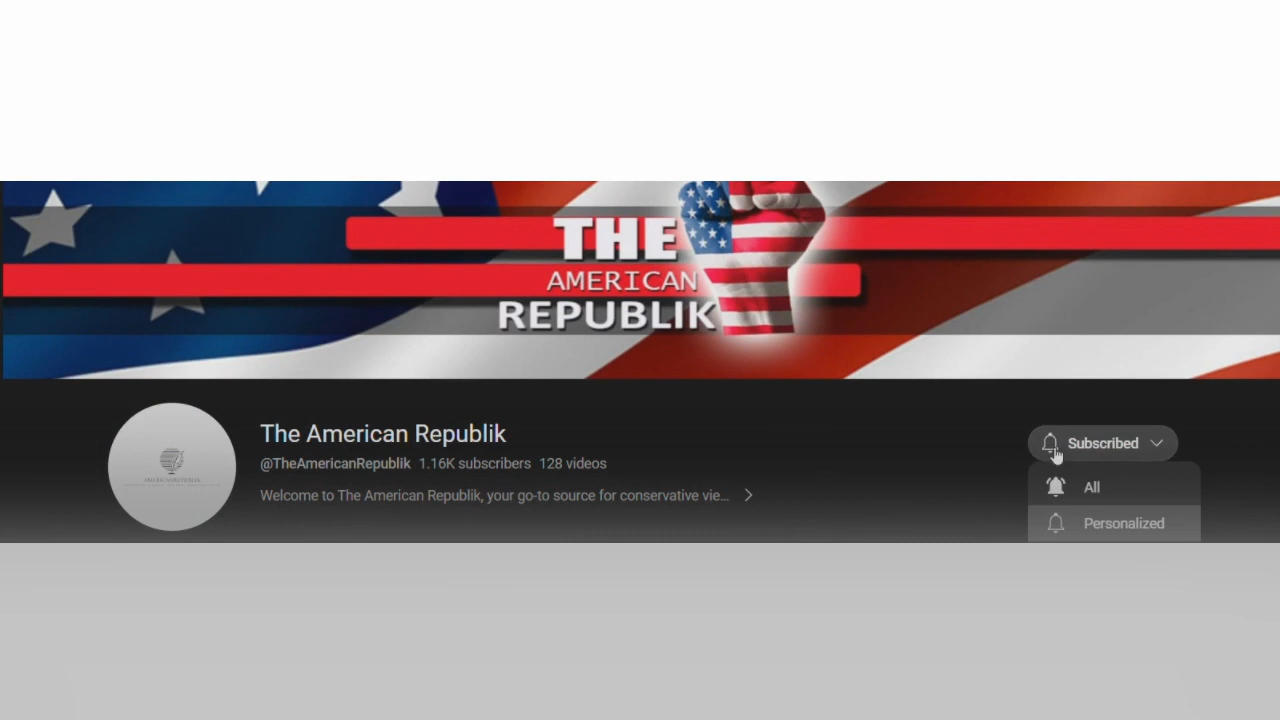 THE
AMERICAN
REPUBLIK
The American Republik
@TheAmericanRepublik 1.16K subscribers 128 videos
Welcome to The American Republik, your go-to source for conservative vie...
Subscribed
All
Personalized